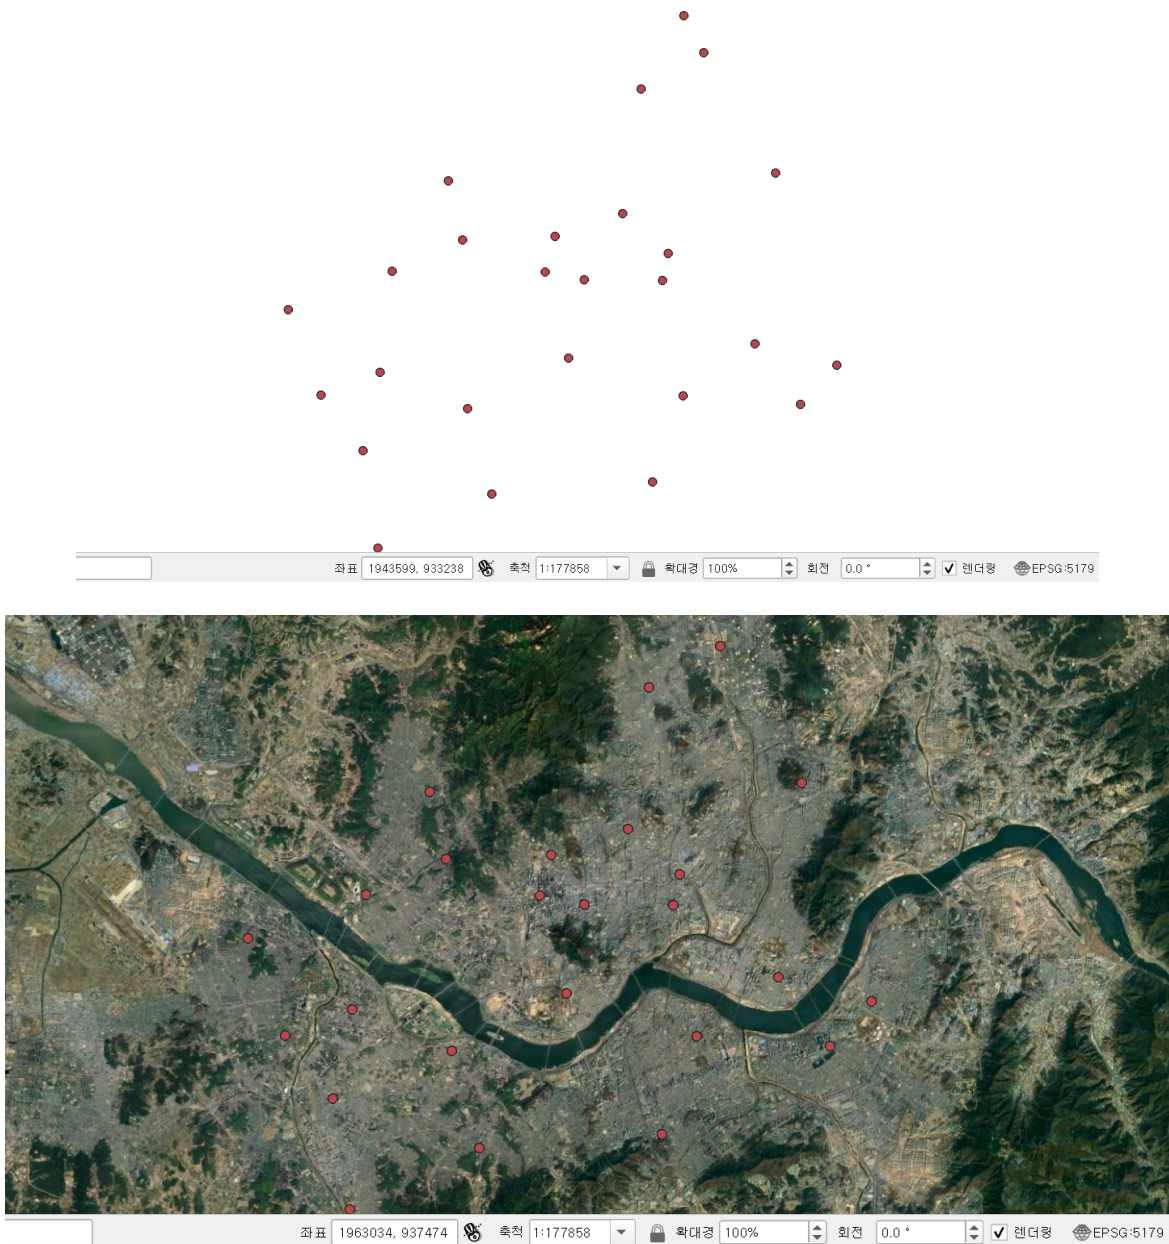 좌표 1943599, 933238 축척 1:177858 확대경 100% 회전 0.0 ° 렌더링 EPSG:5179
좌표 1963034, 937474 축척 1:177858 확대경 100% 회전 0.0 ° 렌더링 EPSG:5179